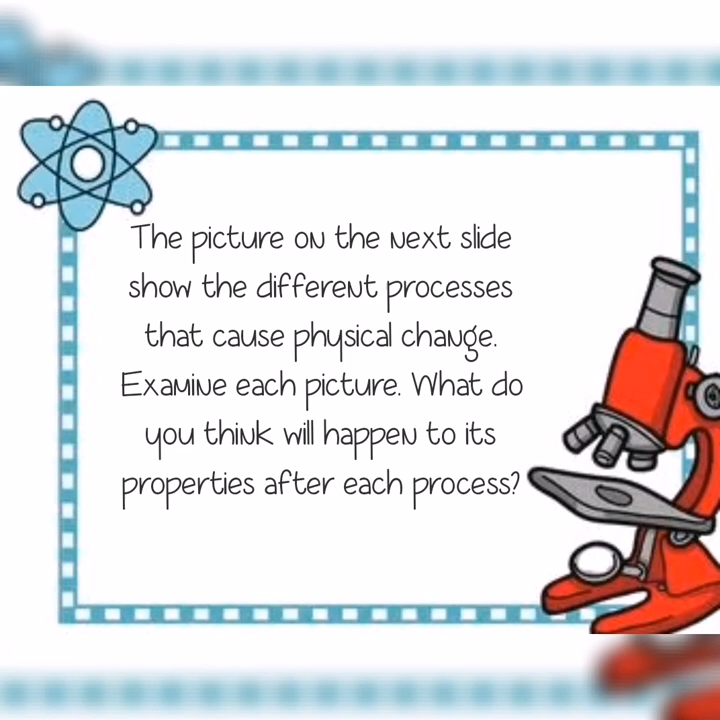 The picture on the next slide
show the different processes
that cause physical change.
Examine each picture. What do
you think will happen to its
properties after each process?